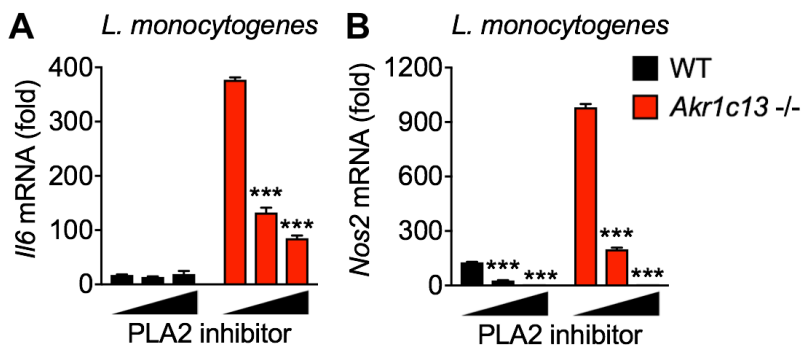 A
L. monocytogenes
Il6 mRNA (fold)
400
300
200
100
0
***
***
PLA2 inhibitor
B
L. monocytogenes
Nos2 mRNA (fold)
1200
900
600
300
0
***
***
***
***
PLA2 inhibitor
WT
Akr1c13 -/-